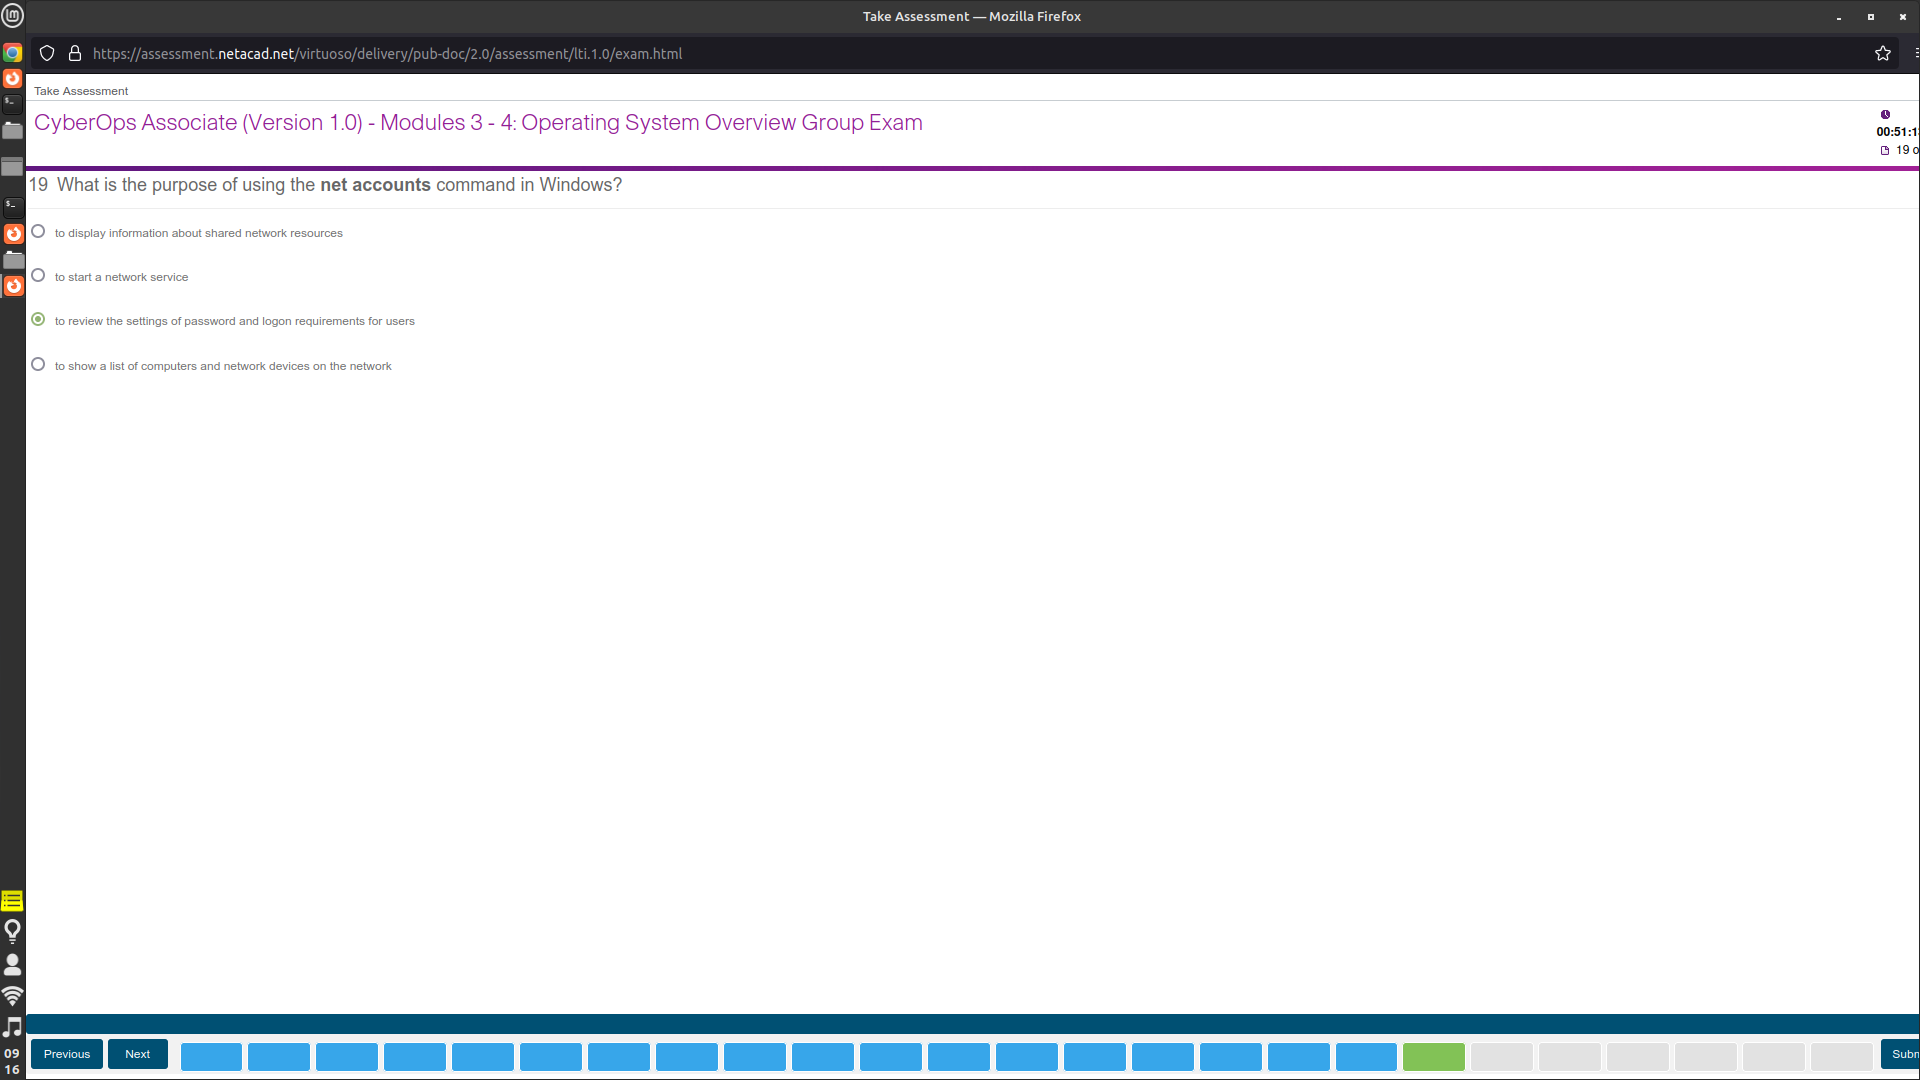 Take Assessment — Mozilla Firefox
https://assessment.netacad.net/virtuoso/delivery/pub-doc/2.0/assessment/lti.1.0/exam.html
Take Assessment
CyberOps Associate (Version 1.0) - Modules 3 - 4: Operating System Overview Group Exam
00:51:1
19 o
19 What is the purpose of using the net accounts command in Windows?
to display information about shared network resources
to start a network service
to review the settings of password and logon requirements for users
to show a list of computers and network devices on the network
Previous Next Subm
09
16